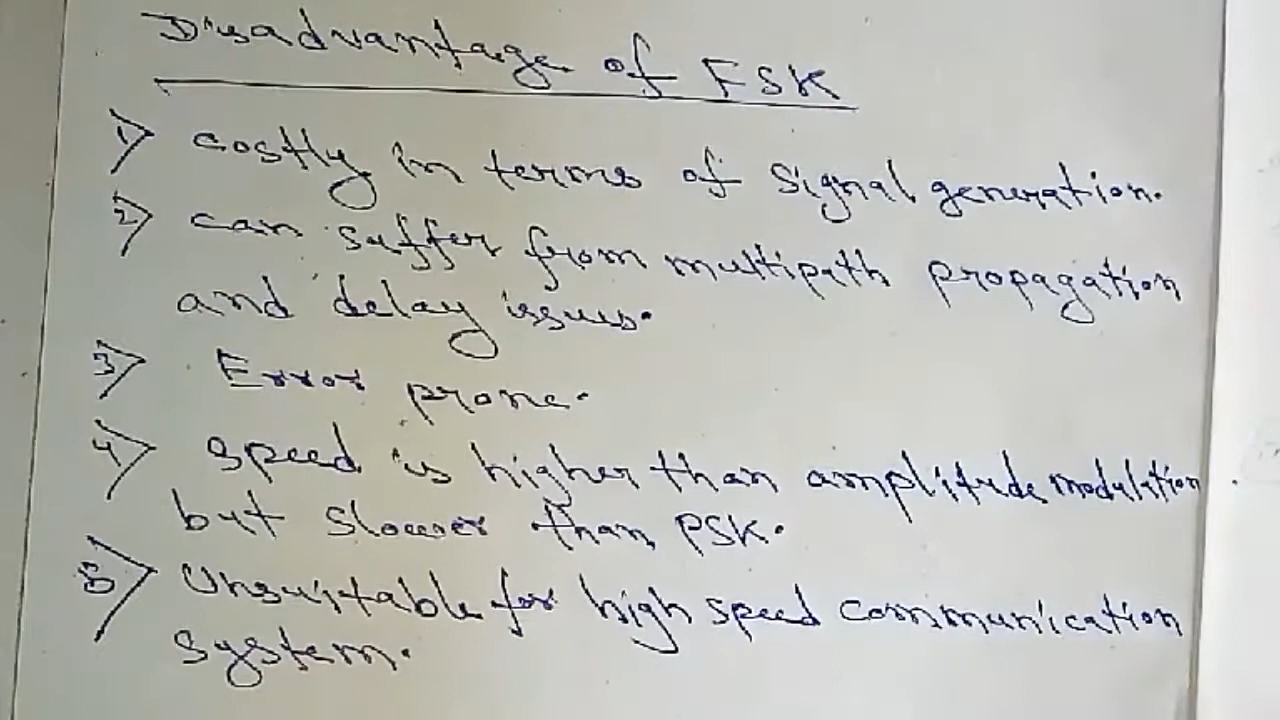 Disadvantage of FSK
1) costly in terms of signal generation.
2) can suffer from multipath propagation
and delay issues.
3) Error prone.
4) speed is higher than amplitude modulation
but slower than PSK.
5) Unsuitable for high speed communication
system.